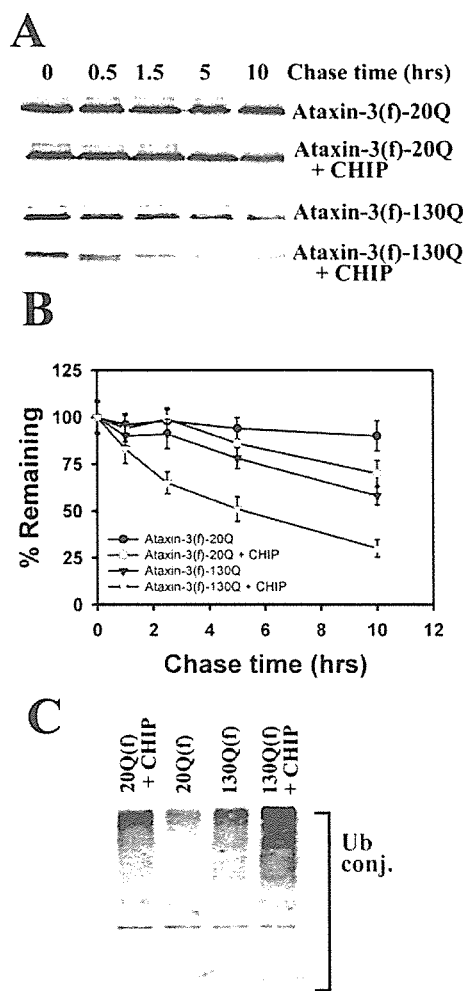 A
0 0.5 1.5 5 10 Chase time (hrs)
Ataxin-3(f)-20Q
Ataxin-3(f)-20Q
+ CHIP
Ataxin-3(f)-130Q
Ataxin-3(f)-130Q
+ CHIP
B
125
100
75
50
25
0
% Remaining
Ataxin-3(f)-20Q
Ataxin-3(f)-20Q + CHIP
Ataxin-3(f)-130Q
Ataxin-3(f)-130Q + CHIP
0 2 4 6 8 10 12
Chase time (hrs)
C
20Q(f)
+ CHIP
20Q(f)
130Q(f)
130Q(f)
+ CHIP
Ub
conj.